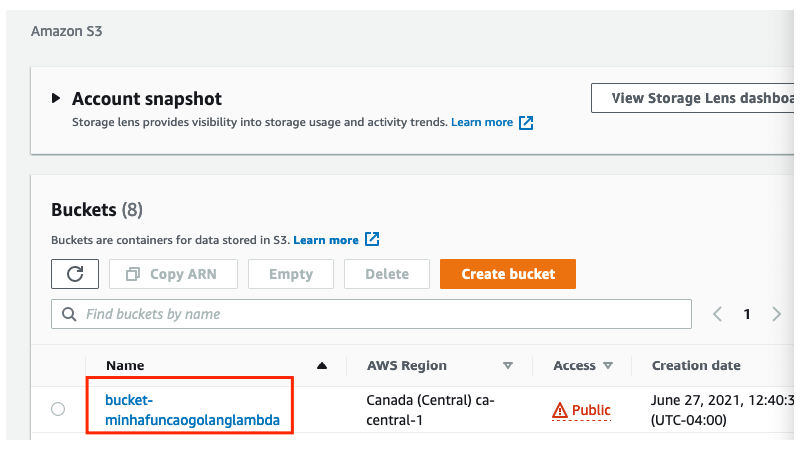 Amazon S3
Account snapshot
View Storage Lens dashboa
Storage lens provides visibility into storage usage and activity trends. Learn more
Buckets (8)
Buckets are containers for data stored in S3. Learn more
Copy ARN Empty Delete Create bucket
Find buckets by name 1
Name AWS Region Access Creation date
bucket- Canada (Central) ca- Public June 27, 2021, 12:40:3
minhafuncaogolanglambda central-1 (UTC-04:00)